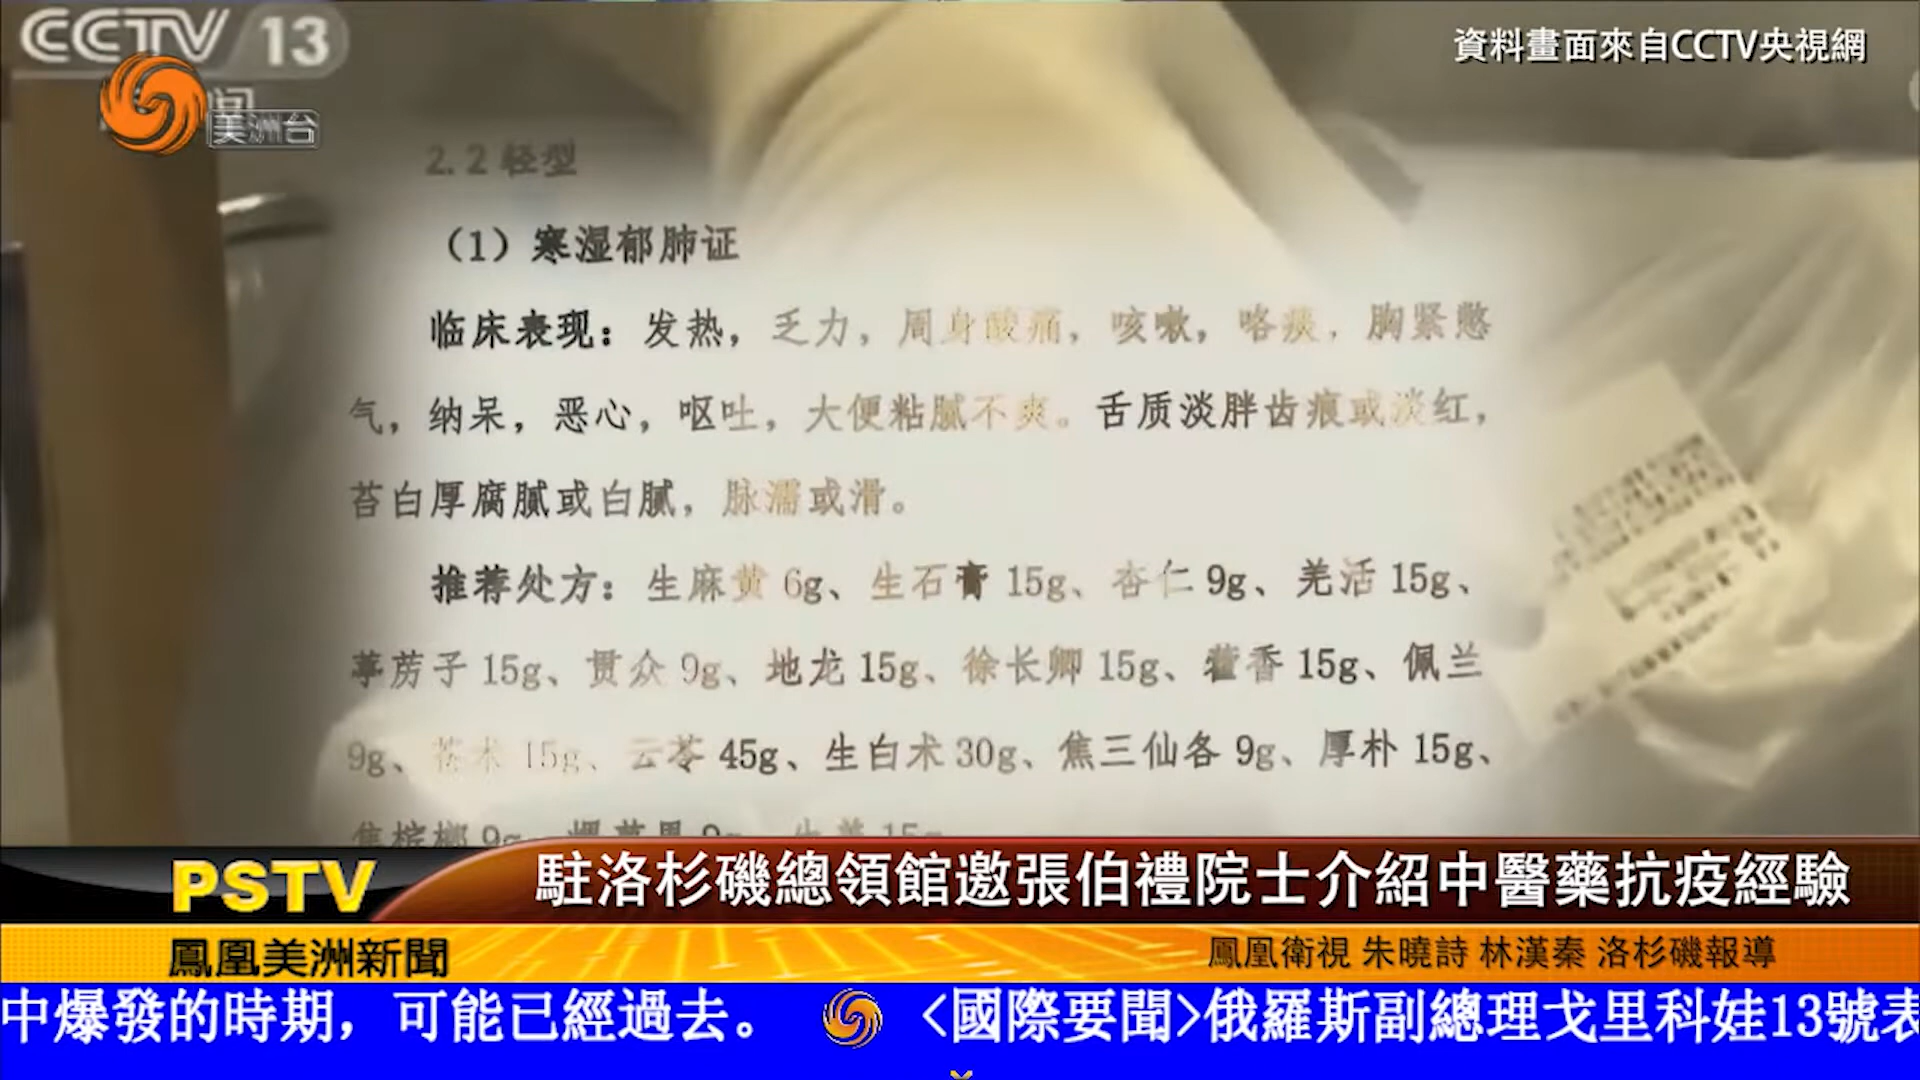 CCTV 13
資料畫面來自CCTV央視網
美洲台
2.2 轻型
（1）寒湿郁肺证
临床表现：发热，乏力，周身酸痛，咳嗽，咯痰，胸紧憋
气，纳呆，恶心，呕吐，大便粘腻不爽。舌质淡胖齿痕或淡红，
苔白厚腐腻或白腻，脉濡或滑。
推荐处方：生麻黄 6g、生石膏 15g、杏仁 9g、羌活 15g、
葶苈子 15g、贯众 9g、地龙 15g、徐长卿 15g、藿香 15g、佩兰
9g、苍术 15g、云苓 45g、生白术 30g、焦三仙各 9g、厚朴 15g、
焦槟榔 9g、煨草果 9g、生姜 15g
PSTV
駐洛杉磯總領館邀張伯禮院士介紹中醫藥抗疫經驗
鳳凰美洲新聞
鳳凰衛視 朱曉詩 林漢秦 洛杉磯報導
中爆發的時期，可能已經過去。 <國際要聞>俄羅斯副總理戈里科娃13號表